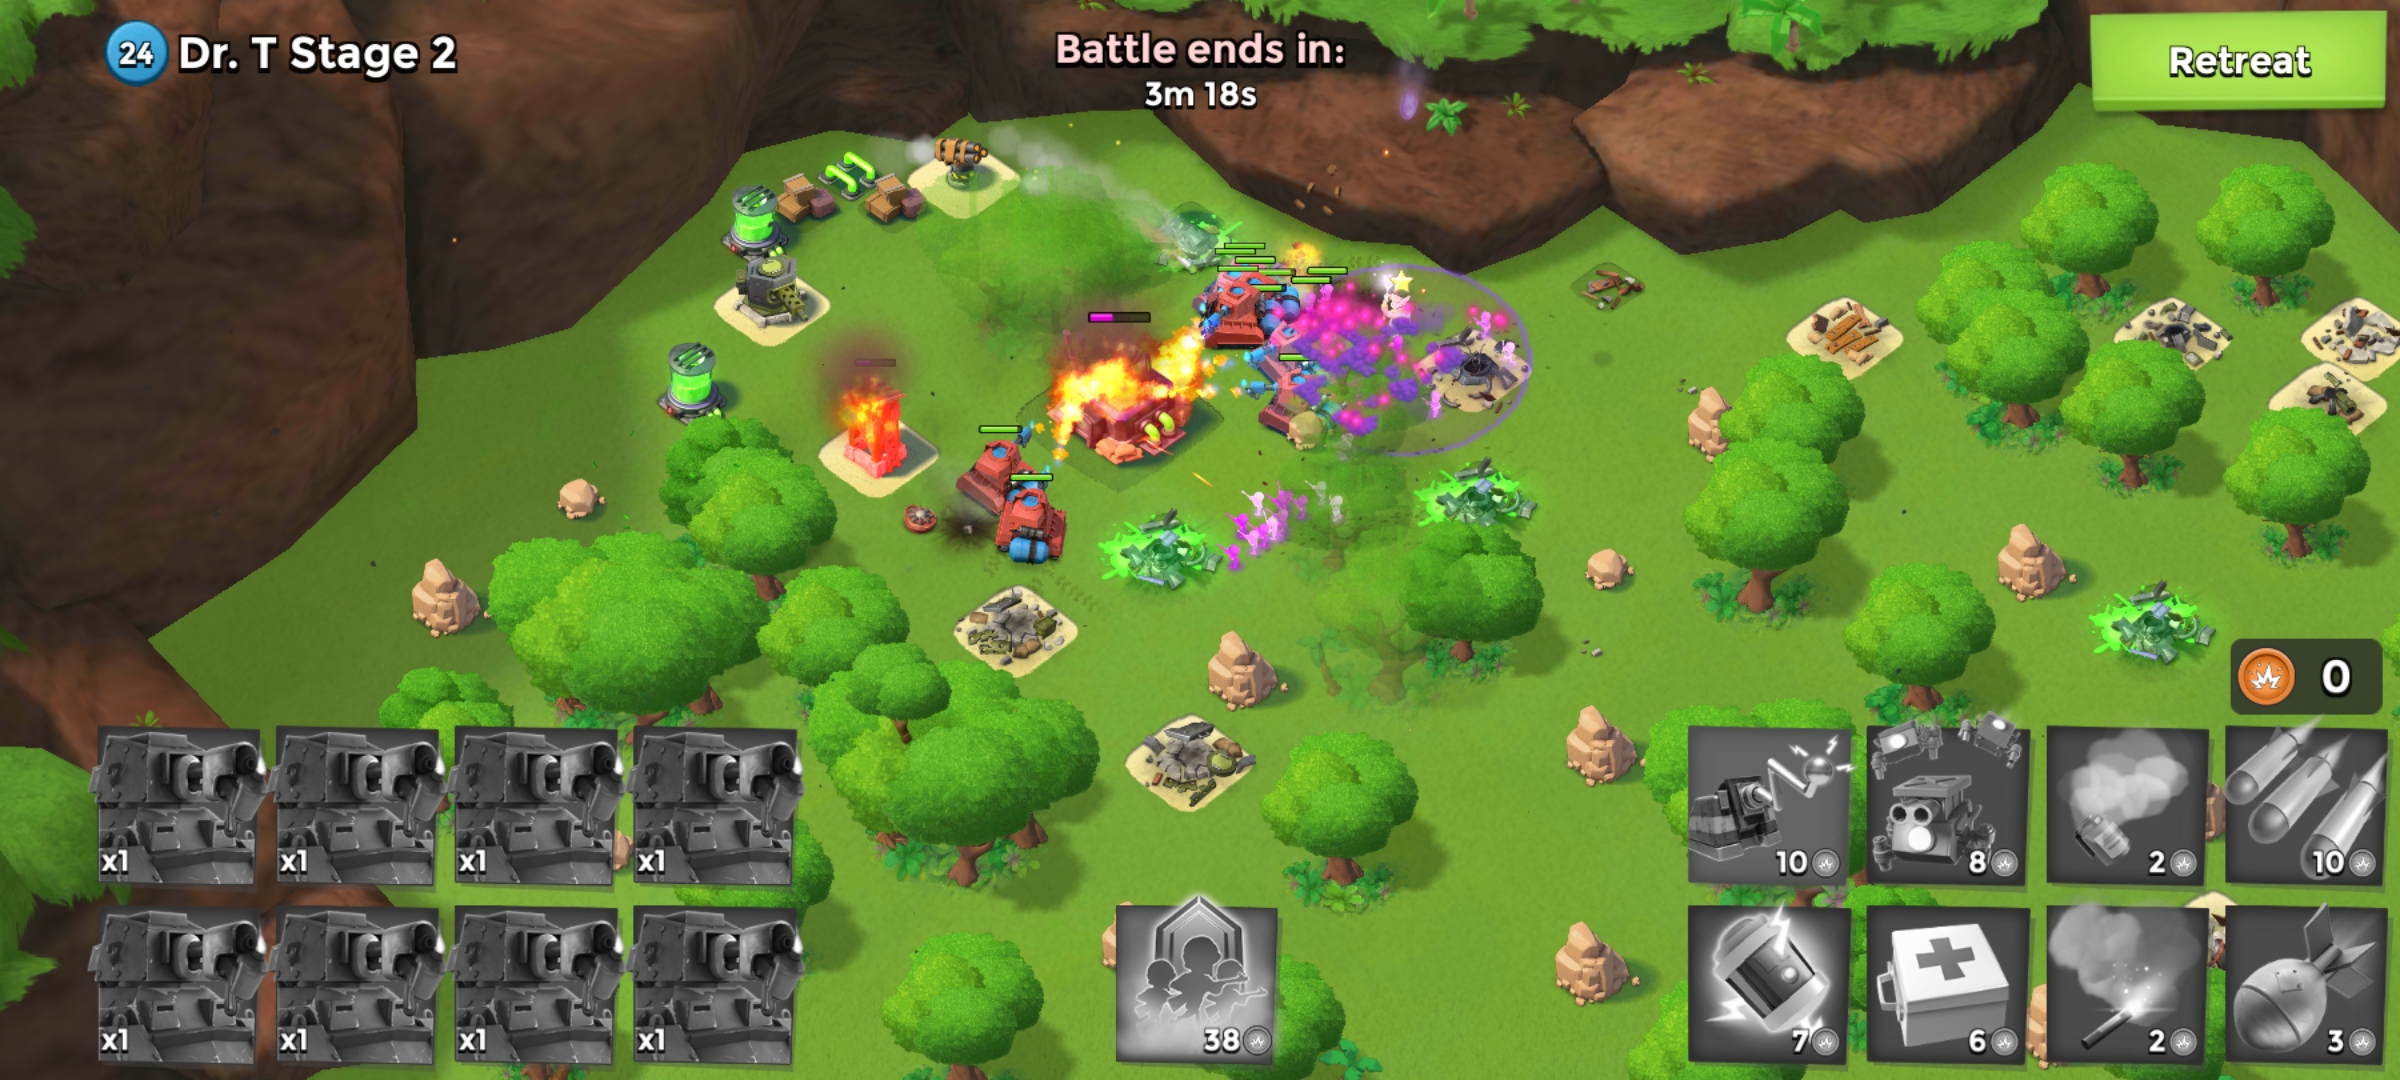 24 Dr. T Stage 2
Battle ends in:
3m 18s
Retreat
0
x1 x1 x1 x1
10 8 2 10
x1 x1 x1 x1
38
7 6 2 3